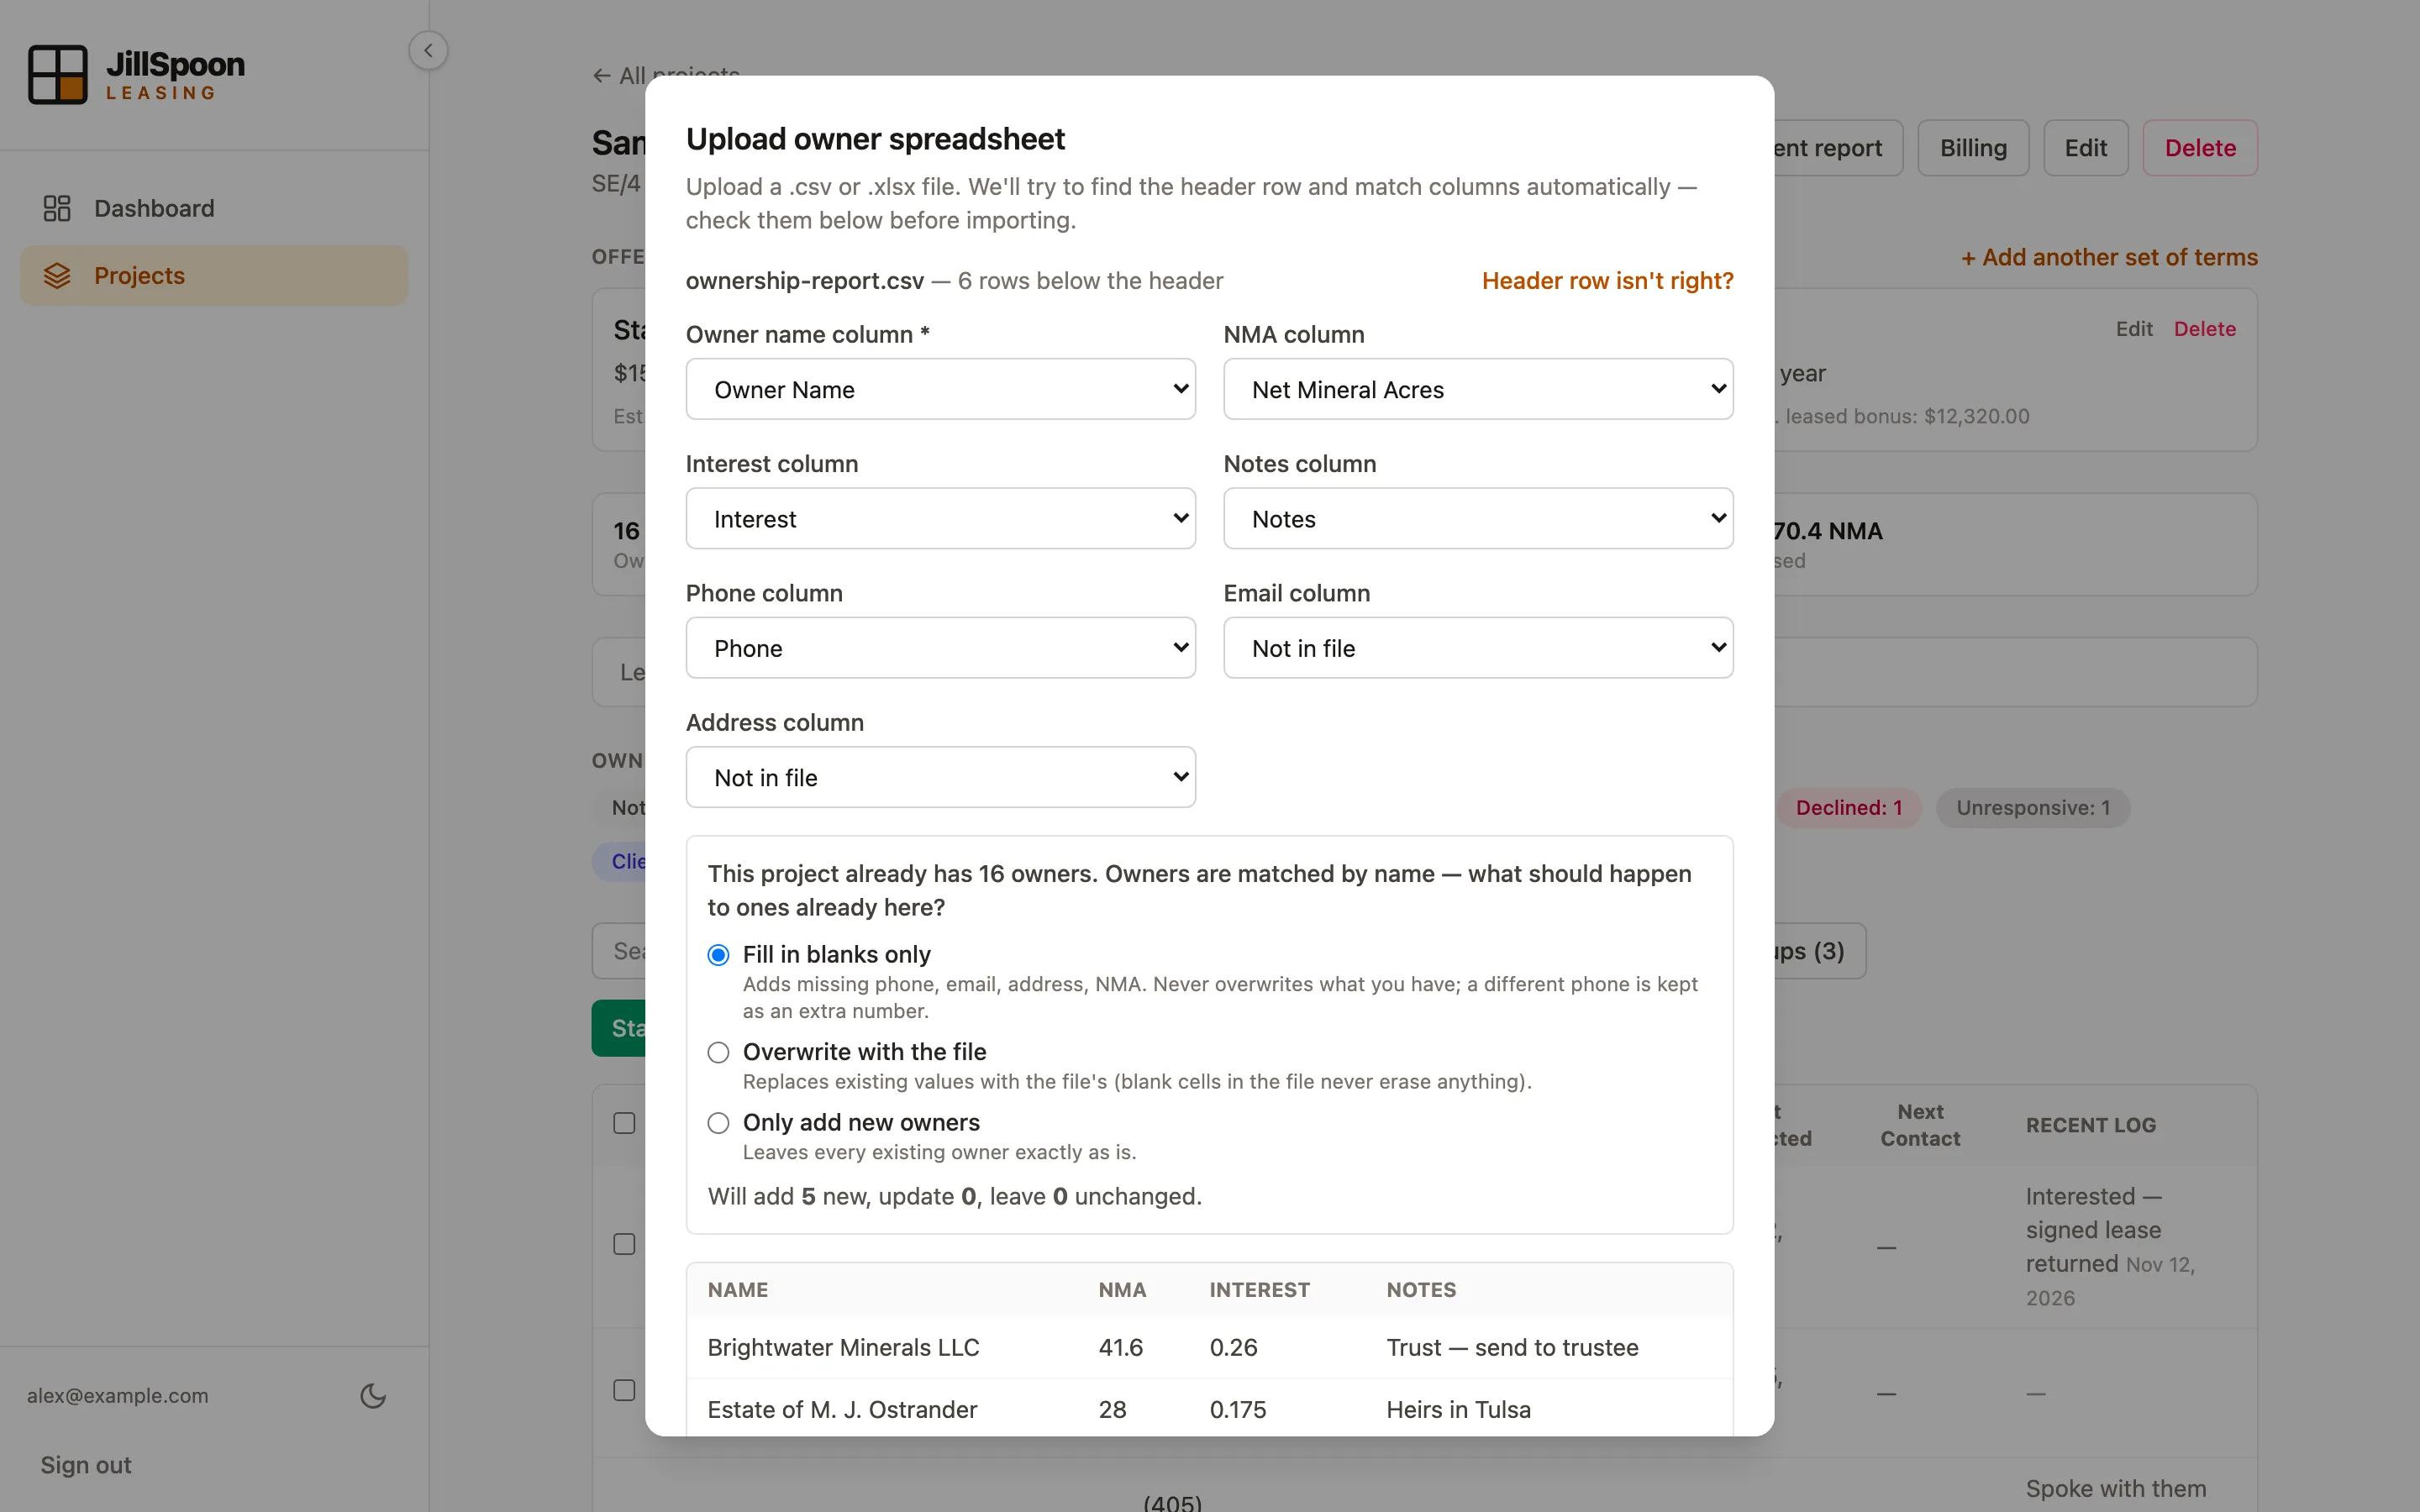 JillSpoon
LEASING
Dashboard
Projects
alex@example.com
Sign out
← All projects
SE/4
Billing
Edit
Delete
+ Add another set of terms
Edit
Delete
year
leased bonus: $12,320.00
16
70.4 NMA
Declined: 1
Unresponsive: 1
(3)
Next
Contact
RECENT LOG
Interested —
signed lease
returned Nov 12,
2026
—
—
—
Spoke with them
(405)
Upload owner spreadsheet
Upload a .csv or .xlsx file. We'll try to find the header row and match columns automatically —
check them below before importing.
ownership-report.csv — 6 rows below the header
Header row isn't right?
Owner name column *
NMA column
Owner Name
Net Mineral Acres
Interest column
Notes column
Interest
Notes
Phone column
Email column
Phone
Not in file
Address column
Not in file
This project already has 16 owners. Owners are matched by name — what should happen
to ones already here?
Fill in blanks only
Adds missing phone, email, address, NMA. Never overwrites what you have; a different phone is kept
as an extra number.
Overwrite with the file
Replaces existing values with the file's (blank cells in the file never erase anything).
Only add new owners
Leaves every existing owner exactly as is.
Will add 5 new, update 0, leave 0 unchanged.
NAME NMA INTEREST NOTES
Brightwater Minerals LLC 41.6 0.26 Trust — send to trustee
Estate of M. J. Ostrander 28 0.175 Heirs in Tulsa